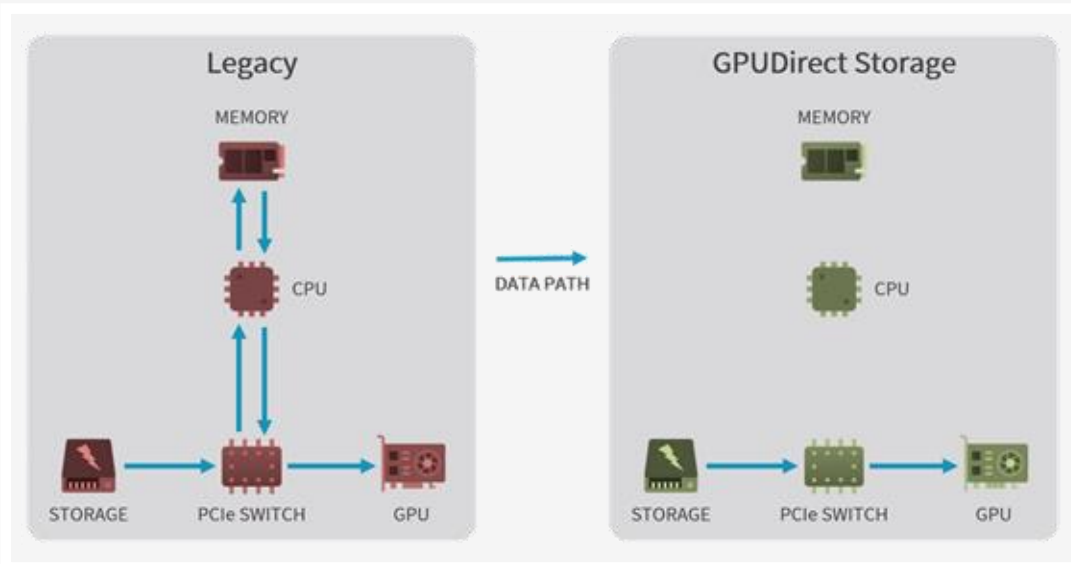 Legacy
MEMORY
CPU
STORAGE
PCIe SWITCH
GPU
DATA PATH
GPUDirect Storage
MEMORY
CPU
STORAGE
PCIe SWITCH
GPU